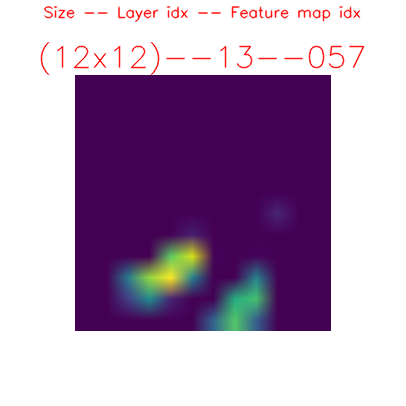 Size -- Layer idx -- Feature map idx
(12x12)--13--057